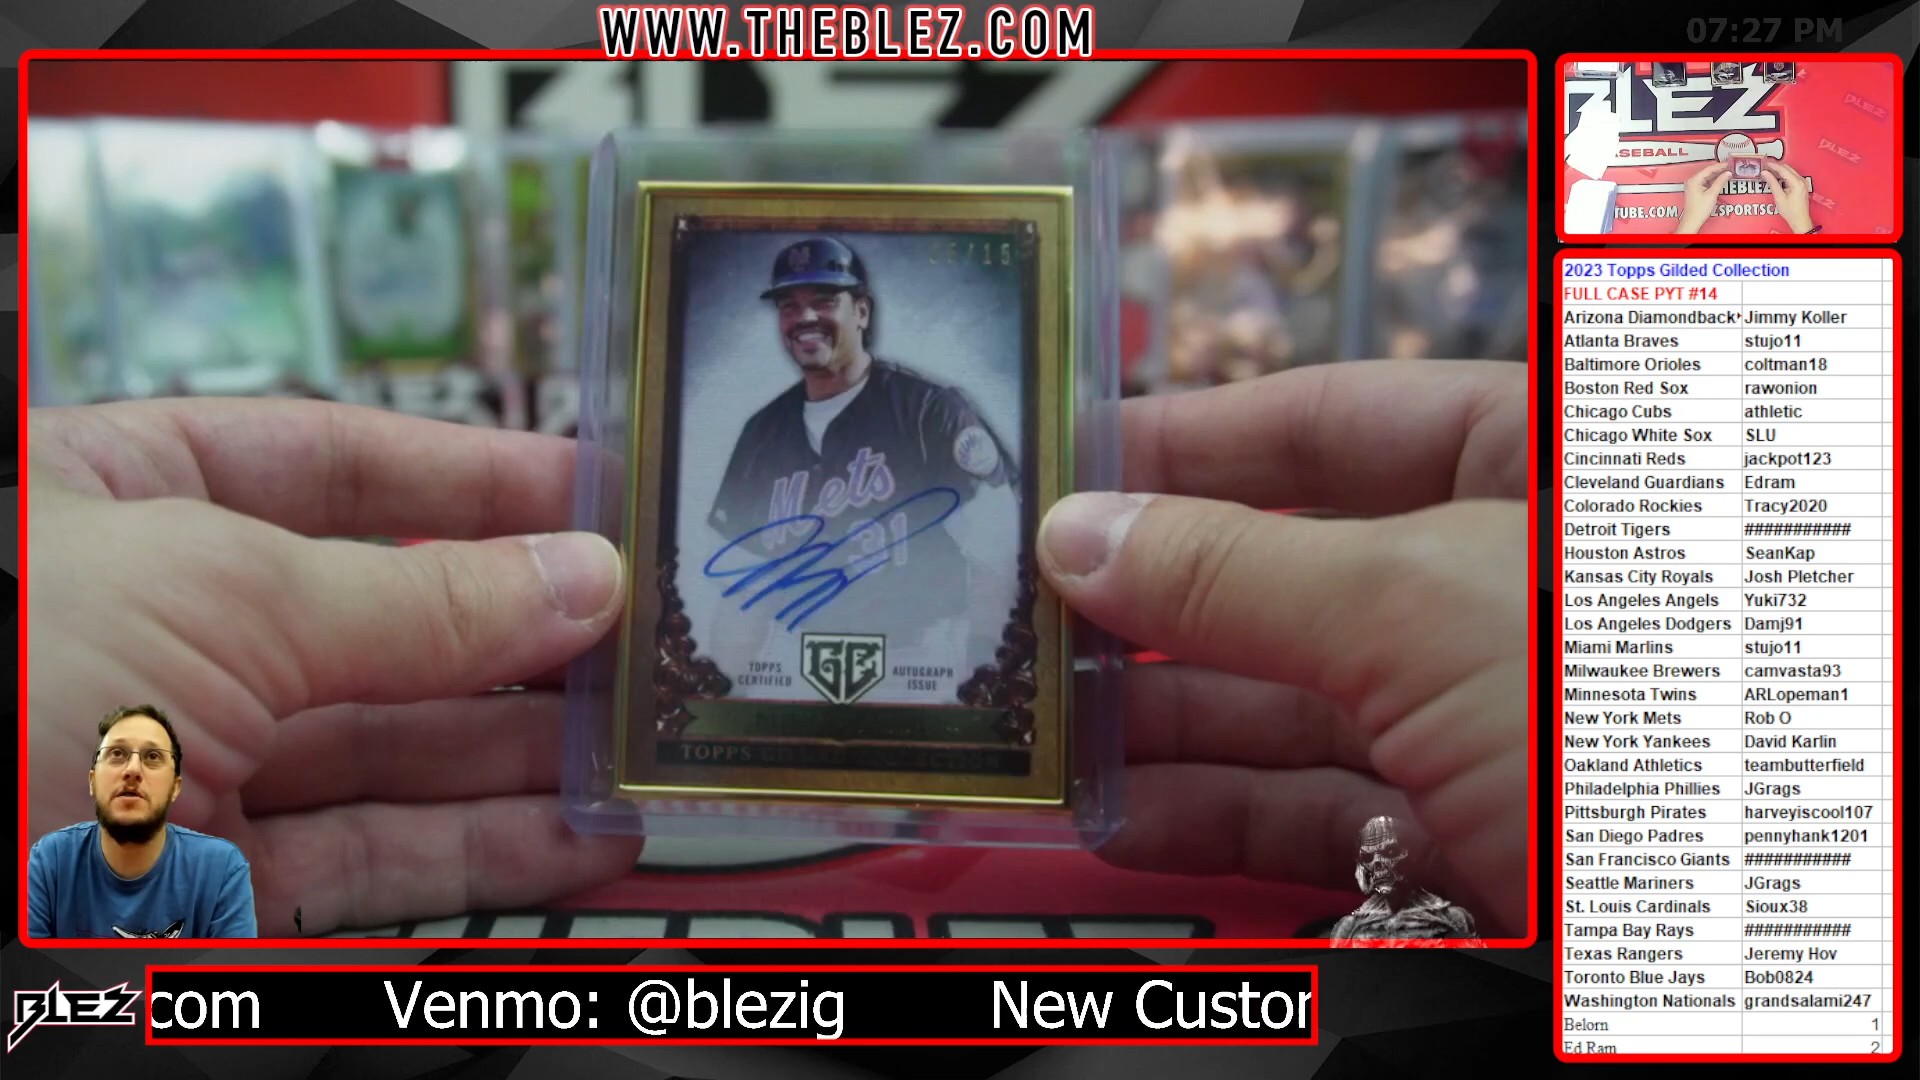 WWW.THEBLEZ.COM
07:27 PM
BLEZ
BASEBALL
2023 Topps Gilded Collection
FULL CASE PYT #14
Arizona Diamondback Jimmy Koller
Atlanta Braves stujo11
Baltimore Orioles coltman18
Boston Red Sox rawonion
Chicago Cubs athletic
Chicago White Sox SLU
Cincinnati Reds jackpot123
Cleveland Guardians Edram
Colorado Rockies Tracy2020
Detroit Tigers ###########
Houston Astros SeanKap
Kansas City Royals Josh Pletcher
Los Angeles Angels Yuki732
Los Angeles Dodgers Damj91
Miami Marlins stujo11
Milwaukee Brewers camvasta93
Minnesota Twins ARLopeman1
New York Mets Rob O
New York Yankees David Karlin
Oakland Athletics teambutterfield
Philadelphia Phillies JGrags
Pittsburgh Pirates harveyiscool107
San Diego Padres pennyhank1201
San Francisco Giants ###########
Seattle Mariners JGrags
St. Louis Cardinals Sioux38
Tampa Bay Rays ###########
Texas Rangers Jeremy Hov
Toronto Blue Jays Bob0824
Washington Nationals grandsalami247
Belorn 1
Ed Ram 2
Mets
31
GC
TOPPS
CERTIFIED
AUTOGRAPH
ISSUE
TOPPS
BLEZ
com Venmo: @blezig New Custor